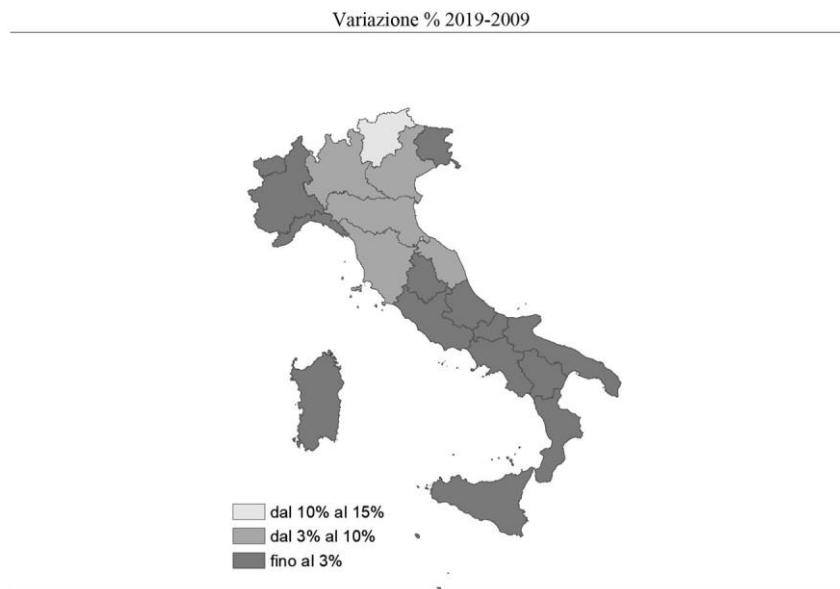 Variazione % 2019-2009
dal 10% al 15%
dal 3% al 10%
fino al 3%